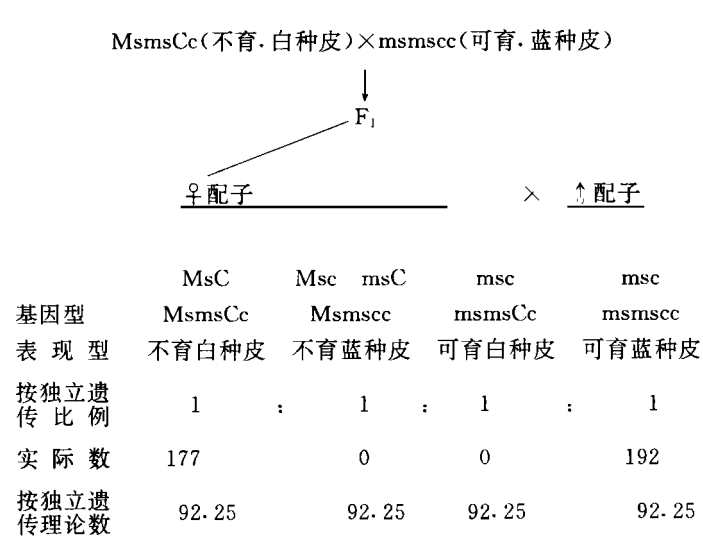 MsmsCc(不育.白种皮)×msmscc(可育.蓝种皮)
F₁
♀配子 × ♂配子
MsC Msc msC msc msc
基因型 MsmsCc Msmscc msmsCc msmscc
表现型 不育白种皮 不育蓝种皮 可育白种皮 可育蓝种皮
按独立遗
传比例 1 : 1 : 1 : 1
实际数 177 0 0 192
按独立遗
传理论数 92.25 92.25 92.25 92.25